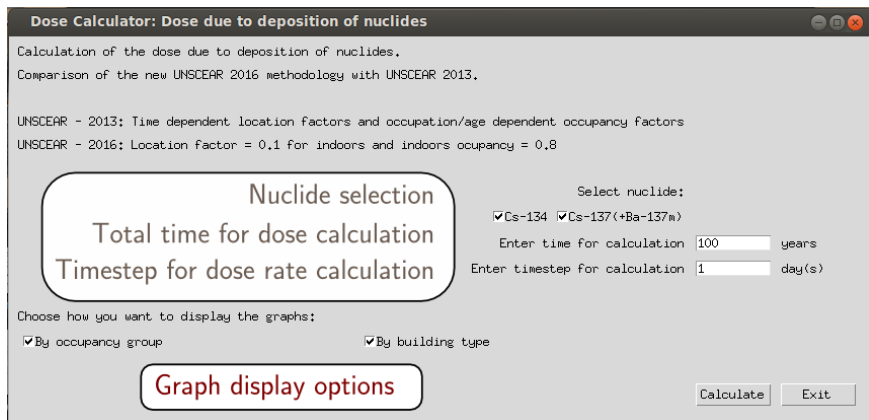 Dose Calculator: Dose due to deposition of nuclides
Calculation of the dose due to deposition of nuclides.
Comparison of the new UNSCEAR 2016 methodology with UNSCEAR 2013.
UNSCEAR - 2013: Time dependent location factors and occupation/age dependent occupancy factors
UNSCEAR - 2016: Location factor = 0.1 for indoors and indoors ocupancy = 0.8
Nuclide selection
Total time for dose calculation
Timestep for dose rate calculation
Select nuclide:
Cs-134 Cs-137(+Ba-137m)
Enter time for calculation 100 years
Enter timestep for calculation 1 day(s)
Choose how you want to display the graphs:
By occupancy group By building type
Graph display options
Calculate Exit